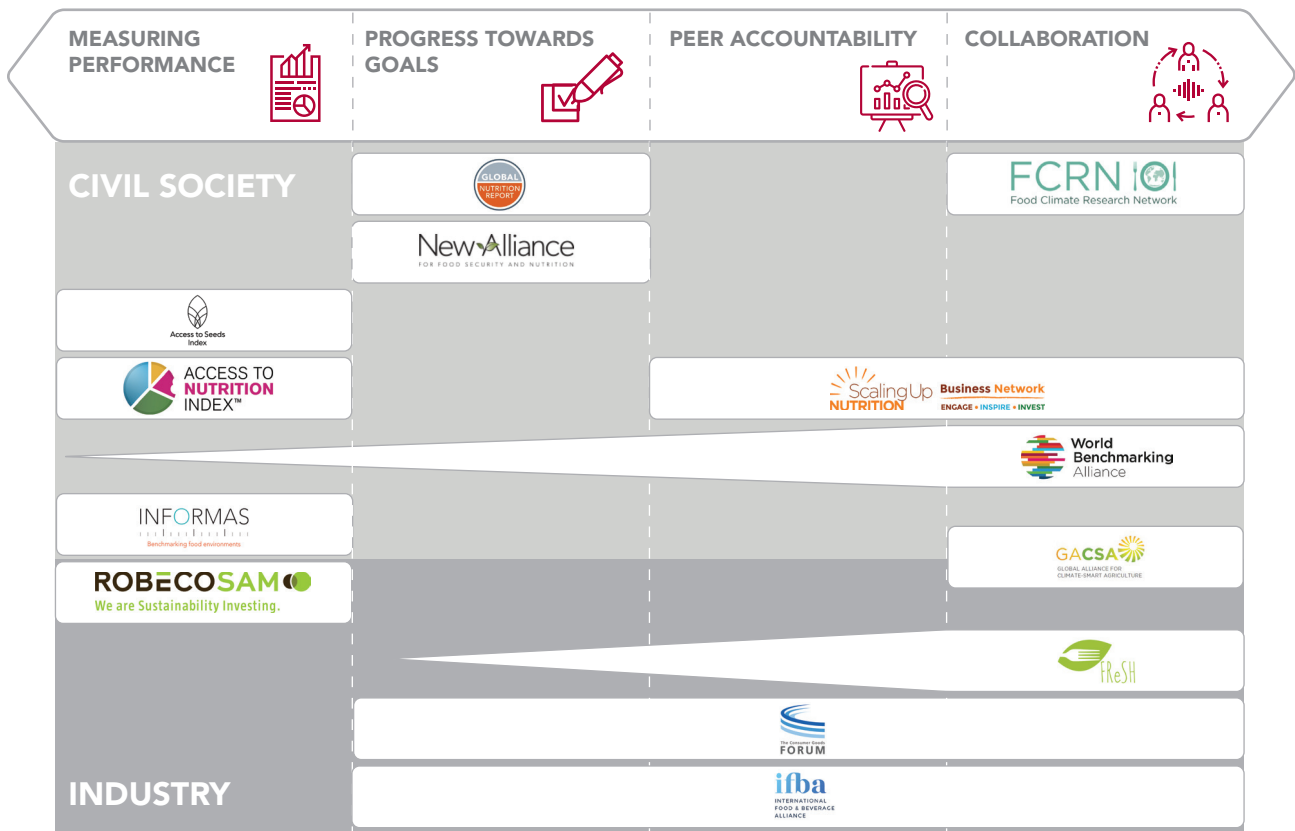 MEASURING
PERFORMANCE
PROGRESS TOWARDS
GOALS
PEER ACCOUNTABILITY
COLLABORATION
CIVIL SOCIETY
GLOBAL
NUTRITION
REPORT
FCRN
Food Climate Research Network
New Alliance
FOR FOOD SECURITY AND NUTRITION
Access to Seeds
Index
ACCESS TO
NUTRITION
INDEX™
Scaling Up
NUTRITION
Business Network
ENGAGE • INSPIRE • INVEST
World
Benchmarking
Alliance
INFORMAS
Benchmarking food environments
GACSA
GLOBAL ALLIANCE FOR
CLIMATE-SMART AGRICULTURE
ROBECOSAM
We are Sustainability Investing.
FReSH
The Consumer Goods
FORUM
INDUSTRY
ifba
INTERNATIONAL
FOOD & BEVERAGE
ALLIANCE